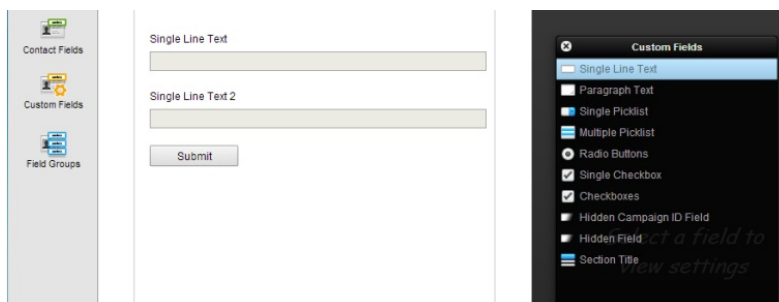 Contact Fields
Custom Fields
Field Groups
Single Line Text
Single Line Text 2
Submit
Custom Fields
Single Line Text
Paragraph Text
Single Picklist
Multiple Picklist
Radio Buttons
Single Checkbox
Checkboxes
Hidden Campaign ID Field
Hidden Field
Section Title
Select a field to
view settings